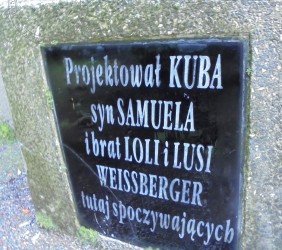 Projektował KUBA
syn SAMUELA
i brat LOLI i LUSI
WEISSBERGER
tutaj spoczywających